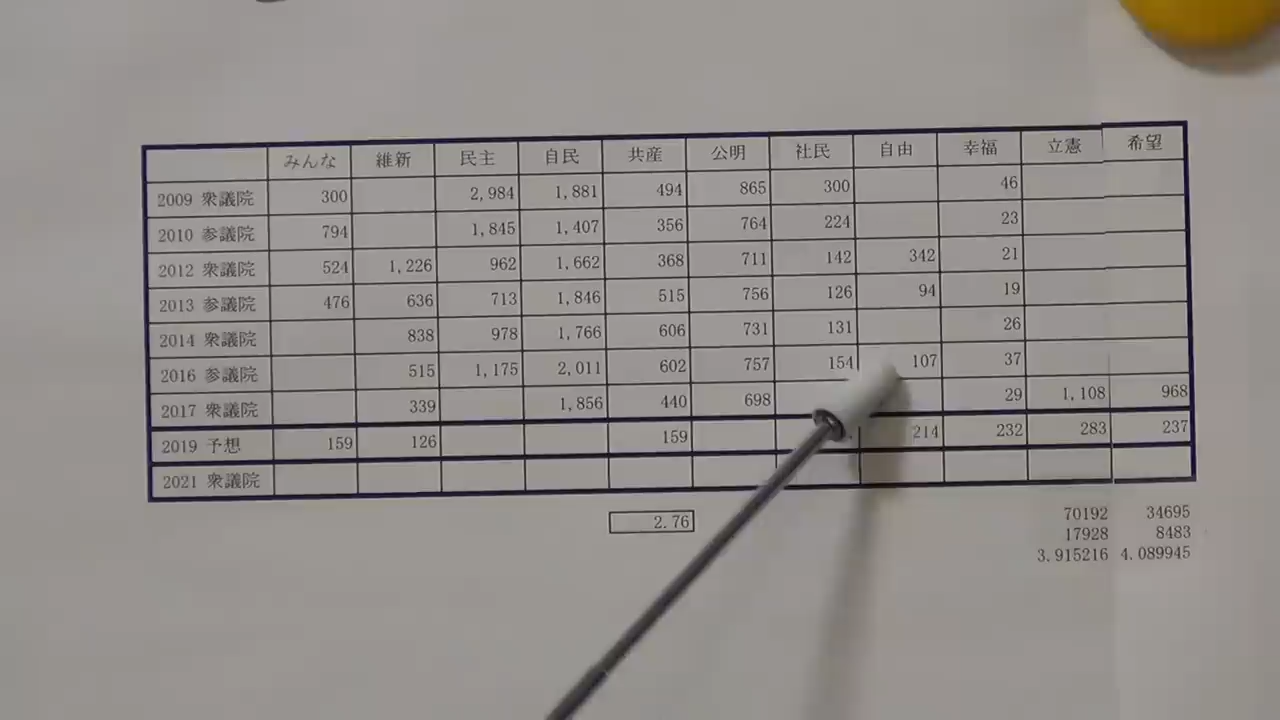 みんな 維新 民主 自民 共産 公明 社民 自由 幸福 立憲 希望
2009 衆議院 300 2,984 1,881 494 865 300 46
2010 参議院 794 1,845 1,407 356 764 224 23
2012 衆議院 524 1,226 962 1,662 368 711 142 342 21
2013 参議院 476 636 713 1,846 515 756 126 94 19
2014 衆議院 838 978 1,766 606 731 131 26
2016 参議院 515 1,175 2,011 602 757 154 107 37
2017 衆議院 339 1,856 440 698 29 1,108 968
2019 予想 159 126 159 214 232 283 237
2021 衆議院
2.76
70192 34695
17928 8483
3.915216 4.089945